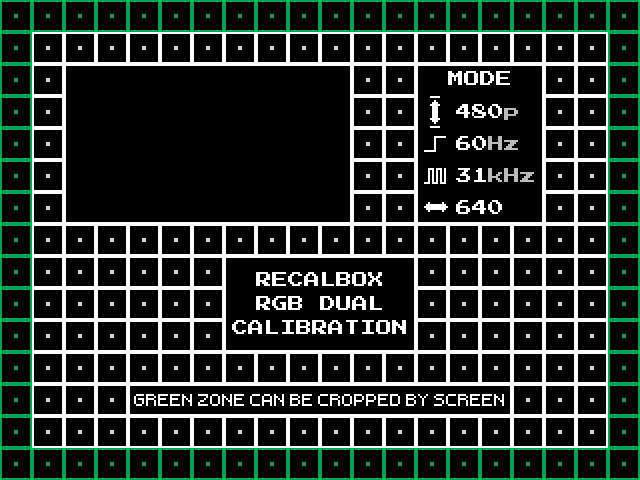 MODE
480p
60Hz
31kHz
640
RECALBOX
RGB DUAL
CALIBRATION
GREEN ZONE CAN BE CROPPED BY SCREEN